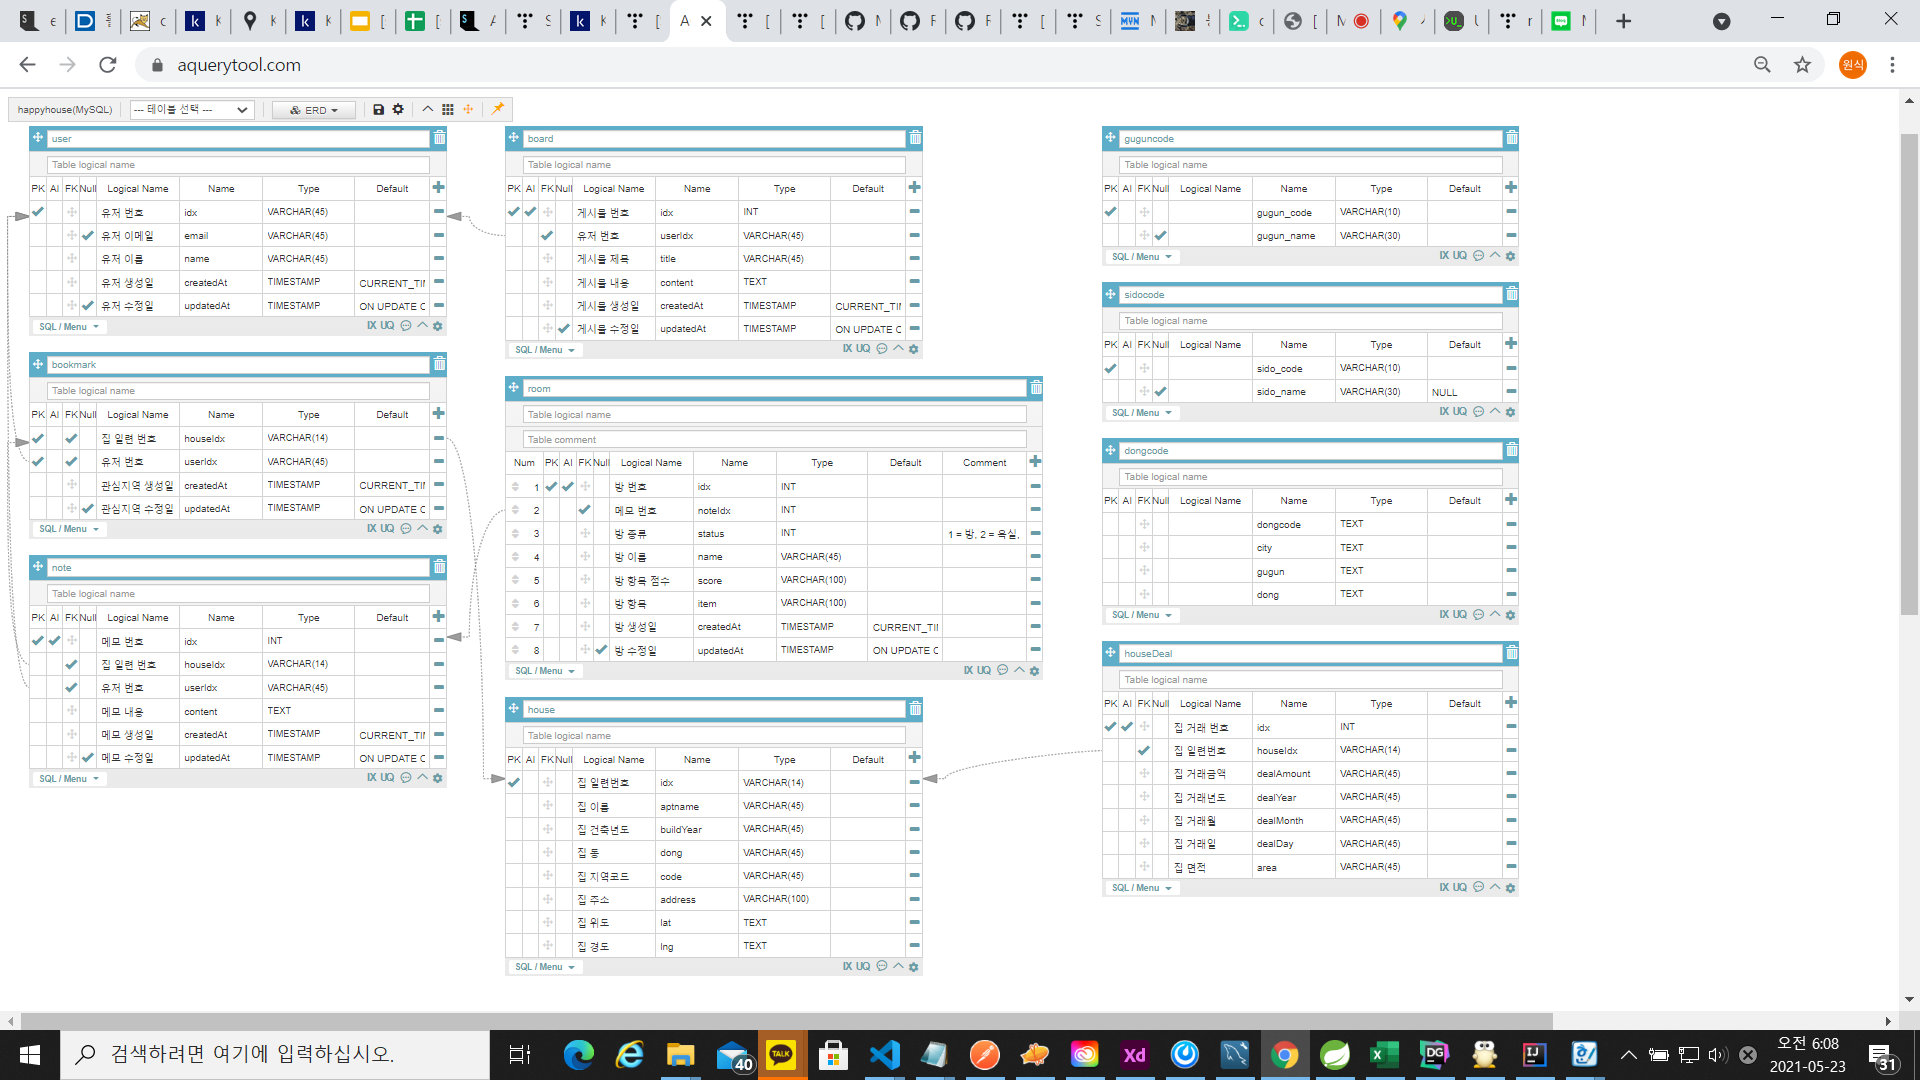 aquerytool.com
원식
happyhouse(MySQL)
--- 테이블 선택 ---
ERD
user
Table logical name
PK AI FK Null Logical Name Name Type Default
유저 번호 idx VARCHAR(45)
유저 이메일 email VARCHAR(45)
유저 이름 name VARCHAR(45)
유저 생성일 createdAt TIMESTAMP CURRENT_TI
유저 수정일 updatedAt TIMESTAMP ON UPDATE C
SQL / Menu IX UQ
bookmark
Table logical name
PK AI FK Null Logical Name Name Type Default
집 일련 번호 houseIdx VARCHAR(14)
유저 번호 userIdx VARCHAR(45)
관심지역 생성일 createdAt TIMESTAMP CURRENT_TI
관심지역 수정일 updatedAt TIMESTAMP ON UPDATE C
SQL / Menu IX UQ
note
Table logical name
PK AI FK Null Logical Name Name Type Default
메모 번호 idx INT
집 일련 번호 houseIdx VARCHAR(14)
유저 번호 userIdx VARCHAR(45)
메모 내용 content TEXT
메모 생성일 createdAt TIMESTAMP CURRENT_TI
메모 수정일 updatedAt TIMESTAMP ON UPDATE C
SQL / Menu IX UQ
board
Table logical name
PK AI FK Null Logical Name Name Type Default
게시물 번호 idx INT
유저 번호 userIdx VARCHAR(45)
게시물 제목 title VARCHAR(45)
게시물 내용 content TEXT
게시물 생성일 createdAt TIMESTAMP CURRENT_TI
게시물 수정일 updatedAt TIMESTAMP ON UPDATE C
SQL / Menu IX UQ
room
Table logical name
Table comment
Num PK AI FK Null Logical Name Name Type Default Comment
1 방 번호 idx INT
2 메모 번호 noteIdx INT
3 방 종류 status INT 1 = 방, 2 = 욕실,
4 방 이름 name VARCHAR(45)
5 방 항목 점수 score VARCHAR(100)
6 방 항목 item VARCHAR(100)
7 방 생성일 createdAt TIMESTAMP CURRENT_TI
8 방 수정일 updatedAt TIMESTAMP ON UPDATE C
SQL / Menu IX UQ
house
Table logical name
PK AI FK Null Logical Name Name Type Default
집 일련번호 idx VARCHAR(14)
집 이름 aptname VARCHAR(45)
집 건축년도 buildYear VARCHAR(45)
집 동 dong VARCHAR(45)
집 지역코드 code VARCHAR(45)
집 주소 address VARCHAR(100)
집 위도 lat TEXT
집 경도 lng TEXT
SQL / Menu IX UQ
guguncode
Table logical name
PK AI FK Null Logical Name Name Type Default
gugun_code VARCHAR(10)
gugun_name VARCHAR(30)
SQL / Menu IX UQ
sidocode
Table logical name
PK AI FK Null Logical Name Name Type Default
sido_code VARCHAR(10)
sido_name VARCHAR(30) NULL
SQL / Menu IX UQ
dongcode
Table logical name
PK AI FK Null Logical Name Name Type Default
dongcode TEXT
city TEXT
gugun TEXT
dong TEXT
SQL / Menu IX UQ
houseDeal
Table logical name
PK AI FK Null Logical Name Name Type Default
집 거래 번호 idx INT
집 일련번호 houseIdx VARCHAR(14)
집 거래금액 dealAmount VARCHAR(45)
집 거래년도 dealYear VARCHAR(45)
집 거래월 dealMonth VARCHAR(45)
집 거래일 dealDay VARCHAR(45)
집 면적 area VARCHAR(45)
SQL / Menu IX UQ
검색하려면 여기에 입력하십시오.
40
TALK
Xd
DG
IJ
오전 6:08
2021-05-23
31